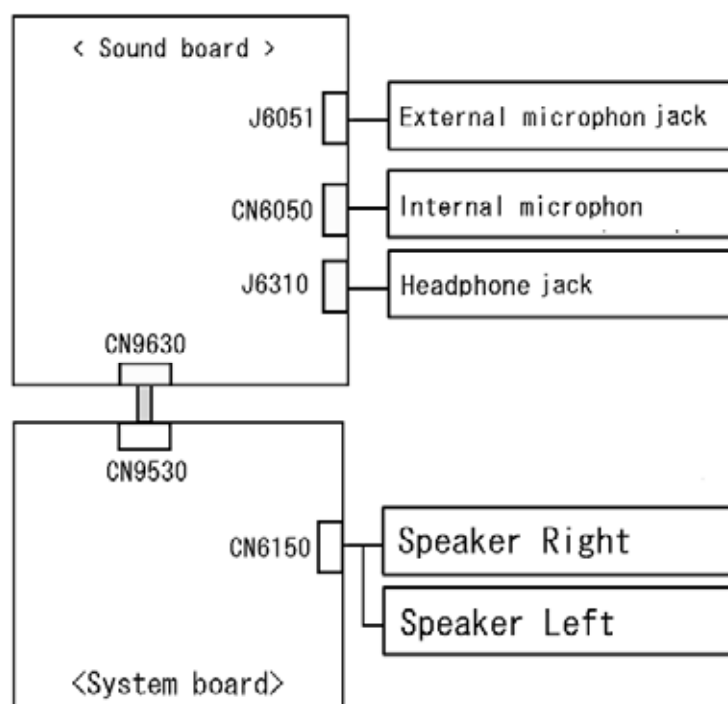 < Sound board >
J6051
External microphon jack
CN6050
Internal microphon
J6310
Headphone jack
CN9630
CN9530
CN6150
Speaker Right
Speaker Left
<System board>